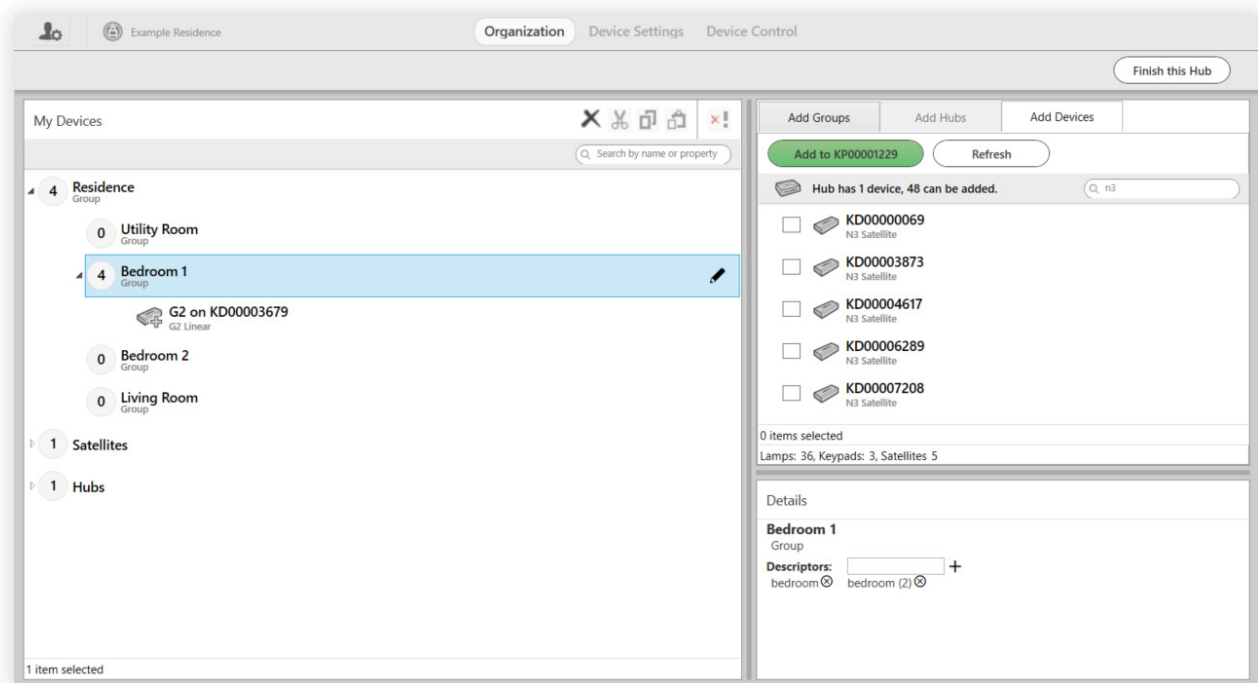 Example Residence
Organization Device Settings Device Control
Finish this Hub
My Devices
Search by name or property
4 Residence
Group
0 Utility Room
Group
4 Bedroom 1
Group
G2 on KD00003679
G2 Linear
0 Bedroom 2
Group
0 Living Room
Group
1 Satellites
1 Hubs
1 item selected
Add Groups Add Hubs Add Devices
Add to KP00001229 Refresh
Hub has 1 device, 48 can be added. n3
KD00000069
N3 Satellite
KD00003873
N3 Satellite
KD00004617
N3 Satellite
KD00006289
N3 Satellite
KD00007208
N3 Satellite
0 items selected
Lamps: 36, Keypads: 3, Satellites 5
Details
Bedroom 1
Group
Descriptors:
bedroom bedroom (2)